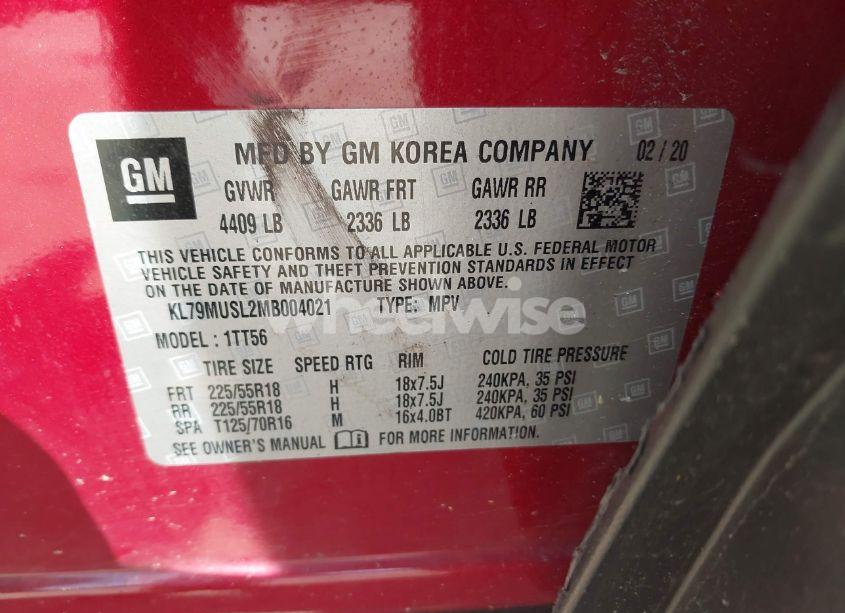 GM MFD BY GM KOREA COMPANY 02 / 20
GVWR GAWR FRT GAWR RR
4409 LB 2336 LB 2336 LB
THIS VEHICLE CONFORMS TO ALL APPLICABLE U.S. FEDERAL MOTOR
VEHICLE SAFETY AND THEFT PREVENTION STANDARDS IN EFFECT
ON THE DATE OF MANUFACTURE SHOWN ABOVE.
KL79MUSL2MB004021 TYPE: MPV
wheelwise
MODEL : 1TT56
TIRE SIZE SPEED RTG RIM COLD TIRE PRESSURE
FRT 225/55R18 H 18x7.5J 240KPA, 35 PSI
RR 225/55R18 H 18x7.5J 240KPA, 35 PSI
SPA T125/70R16 M 16x4.0BT 420KPA, 60 PSI
SEE OWNER'S MANUAL FOR MORE INFORMATION.